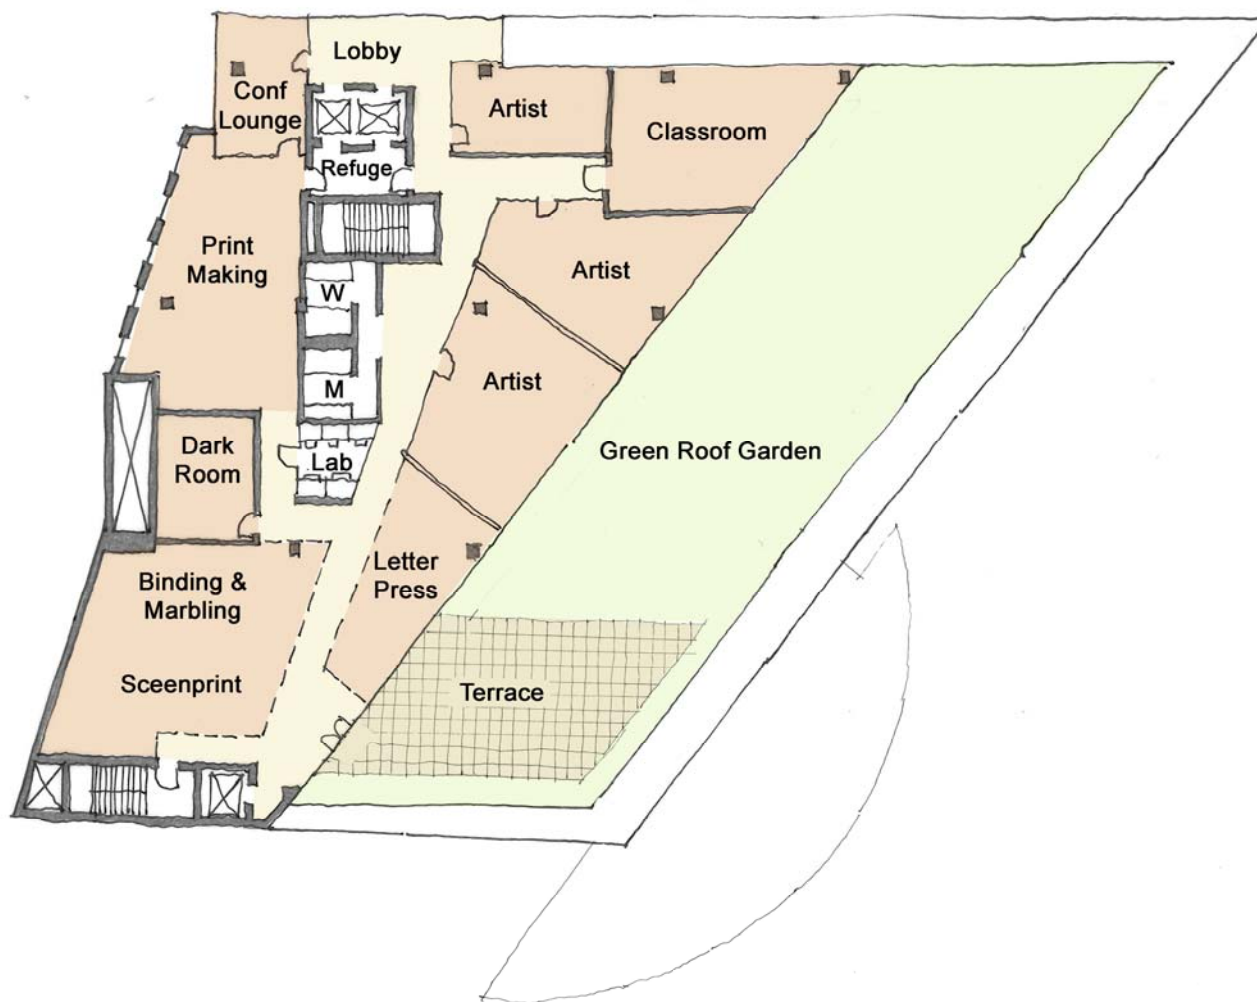 Lobby
Conf
Lounge
Artist
Classroom
Refuge
Print
Making
W
Artist
M
Artist
Dark
Room
Lab
Green Roof Garden
Letter
Press
Binding &
Marbling
Sceenprint
Terrace